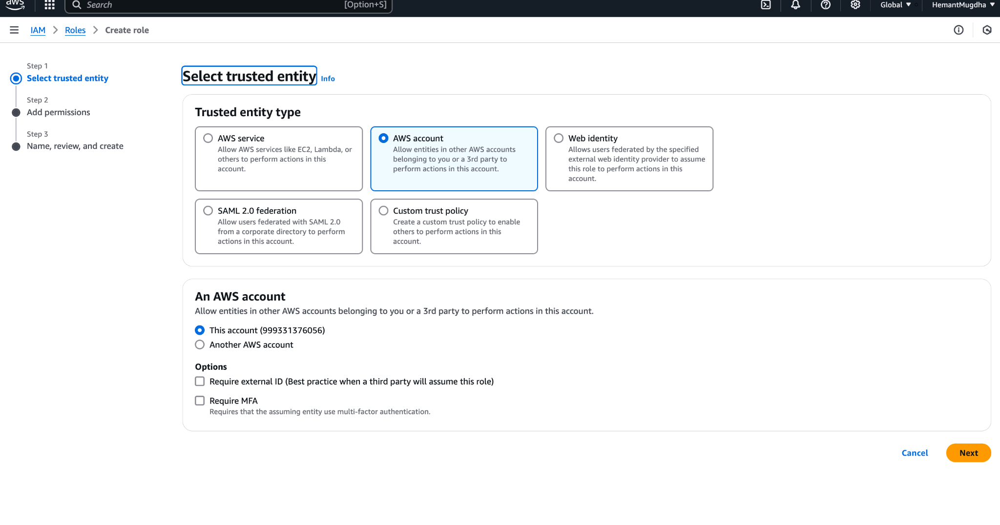 aws
Search
[Option+S]
Global
HemantMugdha
IAM
Roles
Create role
Step 1
Select trusted entity
Step 2
Add permissions
Step 3
Name, review, and create
Select trusted entity
Info
Trusted entity type
AWS service
Allow AWS services like EC2, Lambda, or
others to perform actions in this
account.
AWS account
Allow entities in other AWS accounts
belonging to you or a 3rd party to
perform actions in this account.
Web identity
Allows users federated by the specified
external web identity provider to assume
this role to perform actions in this
account.
SAML 2.0 federation
Allow users federated with SAML 2.0
from a corporate directory to perform
actions in this account.
Custom trust policy
Create a custom trust policy to enable
others to perform actions in this
account.
An AWS account
Allow entities in other AWS accounts belonging to you or a 3rd party to perform actions in this account.
This account (999331376056)
Another AWS account
Options
Require external ID (Best practice when a third party will assume this role)
Require MFA
Requires that the assuming entity use multi-factor authentication.
Cancel
Next